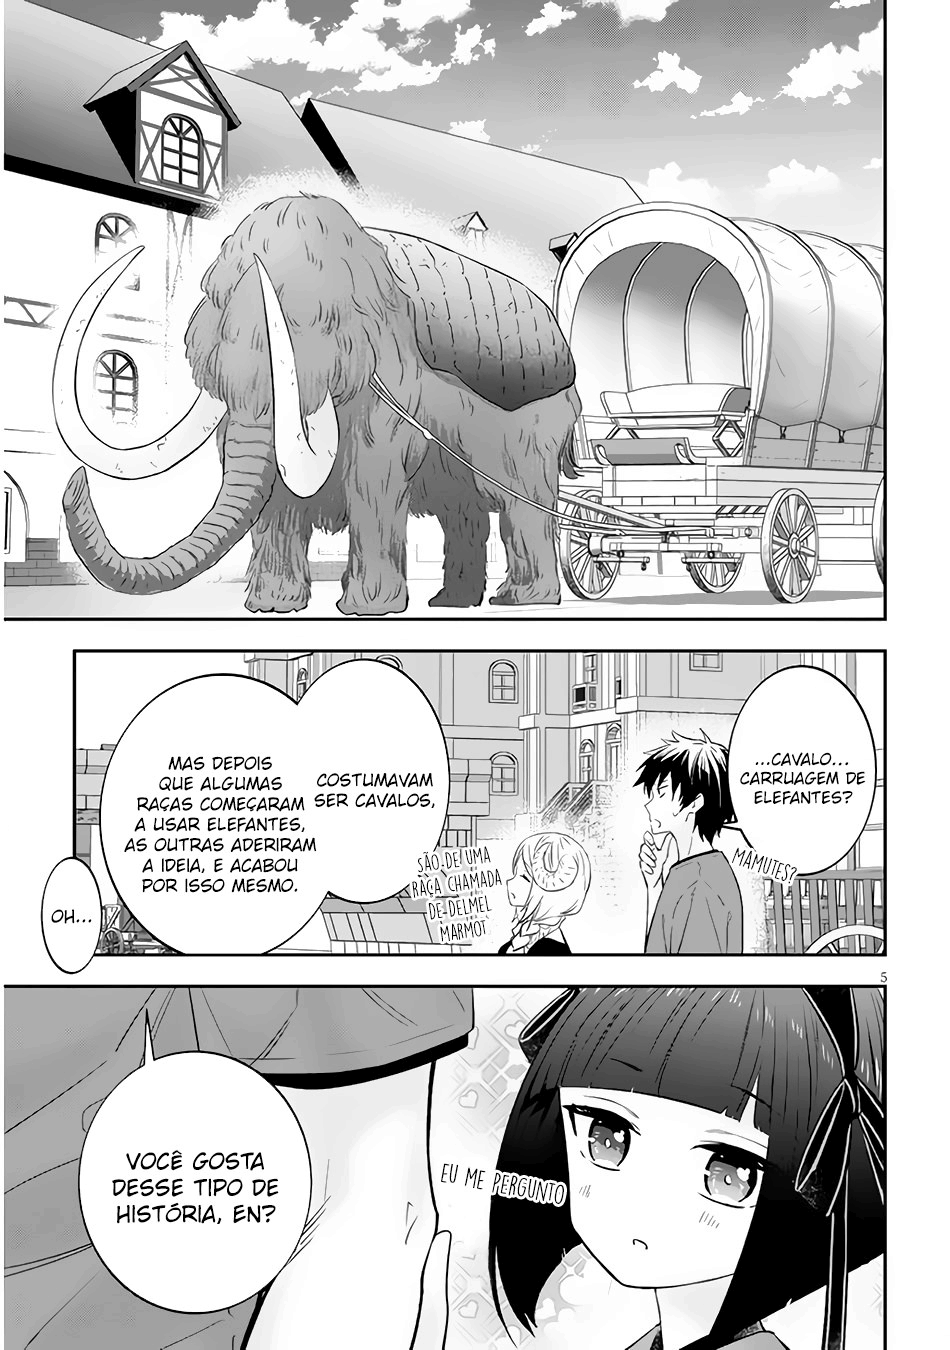 ...CAVALO...
CARRUAGEM DE
ELEFANTES?
MAMUTES?
COSTUMAVAM
SER CAVALOS,
MAS DEPOIS
QUE ALGUMAS
RAÇAS COMEÇARAM
A USAR ELEFANTES,
AS OUTRAS ADERIRAM
A IDEIA, E ACABOU
POR ISSO MESMO.
SÃO DE UMA
RAÇA CHAMADA
DE DELMEL
MARMOT
OH...
5
VOCÊ GOSTA
DESSE TIPO DE
HISTÓRIA, EN?
EU ME PERGUNTO